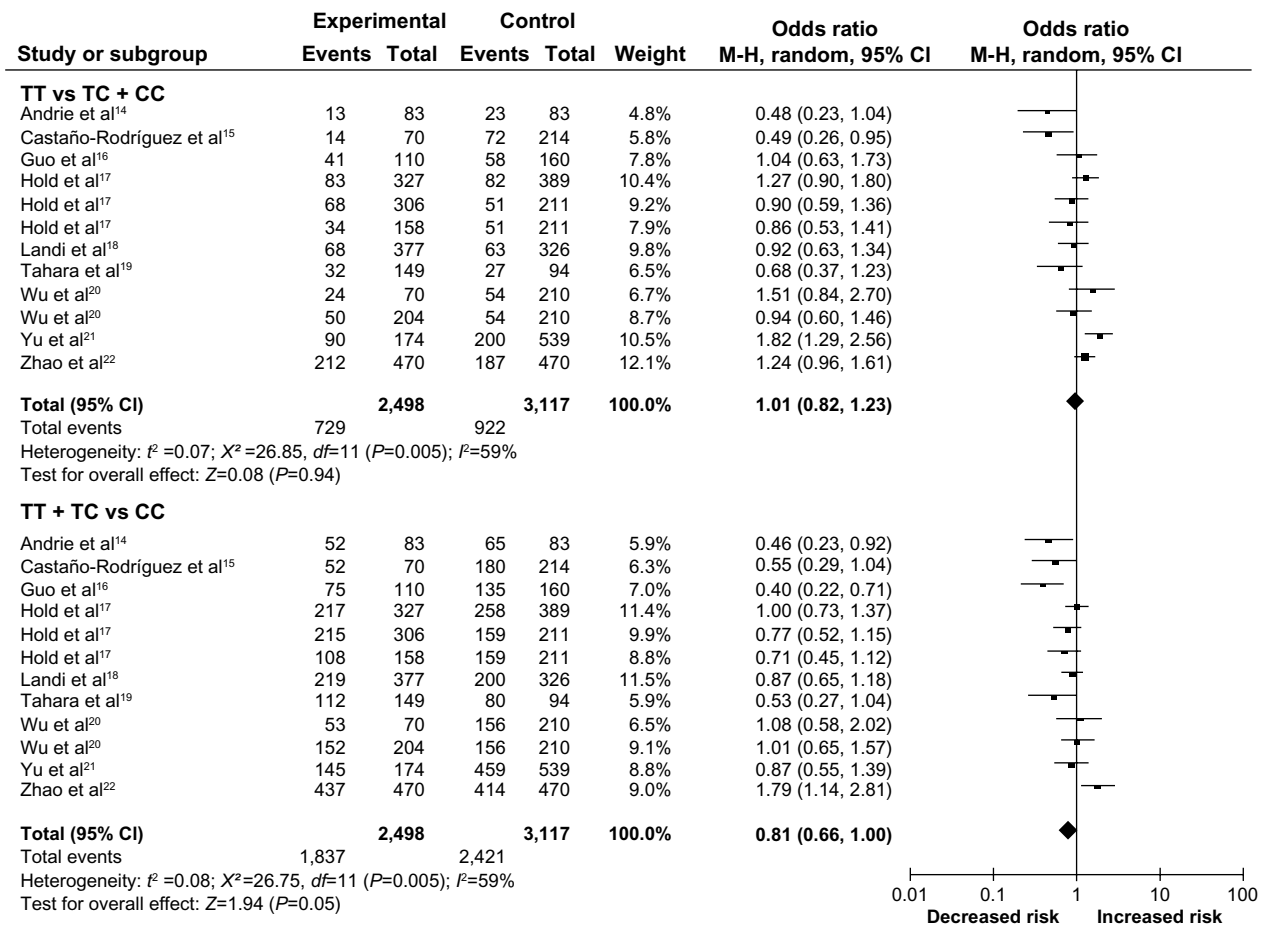 Experimental Control Odds ratio Odds ratio
Study or subgroup Events Total Events Total Weight M-H, random, 95% CI M-H, random, 95% CI
TT vs TC + CC
Andrie et al¹⁴ 13 83 23 83 4.8% 0.48 (0.23, 1.04)
Castaño-Rodríguez et al¹⁵ 14 70 72 214 5.8% 0.49 (0.26, 0.95)
Guo et al¹⁶ 41 110 58 160 7.8% 1.04 (0.63, 1.73)
Hold et al¹⁷ 83 327 82 389 10.4% 1.27 (0.90, 1.80)
Hold et al¹⁷ 68 306 51 211 9.2% 0.90 (0.59, 1.36)
Hold et al¹⁷ 34 158 51 211 7.9% 0.86 (0.53, 1.41)
Landi et al¹⁸ 68 377 63 326 9.8% 0.92 (0.63, 1.34)
Tahara et al¹⁹ 32 149 27 94 6.5% 0.68 (0.37, 1.23)
Wu et al²⁰ 24 70 54 210 6.7% 1.51 (0.84, 2.70)
Wu et al²⁰ 50 204 54 210 8.7% 0.94 (0.60, 1.46)
Yu et al²¹ 90 174 200 539 10.5% 1.82 (1.29, 2.56)
Zhao et al²² 212 470 187 470 12.1% 1.24 (0.96, 1.61)
Total (95% CI) 2,498 3,117 100.0% 1.01 (0.82, 1.23)
Total events 729 922
Heterogeneity: t² =0.07; X² =26.85, df=11 (P=0.005); I²=59%
Test for overall effect: Z=0.08 (P=0.94)
TT + TC vs CC
Andrie et al¹⁴ 52 83 65 83 5.9% 0.46 (0.23, 0.92)
Castaño-Rodríguez et al¹⁵ 52 70 180 214 6.3% 0.55 (0.29, 1.04)
Guo et al¹⁶ 75 110 135 160 7.0% 0.40 (0.22, 0.71)
Hold et al¹⁷ 217 327 258 389 11.4% 1.00 (0.73, 1.37)
Hold et al¹⁷ 215 306 159 211 9.9% 0.77 (0.52, 1.15)
Hold et al¹⁷ 108 158 159 211 8.8% 0.71 (0.45, 1.12)
Landi et al¹⁸ 219 377 200 326 11.5% 0.87 (0.65, 1.18)
Tahara et al¹⁹ 112 149 80 94 5.9% 0.53 (0.27, 1.04)
Wu et al²⁰ 53 70 156 210 6.5% 1.08 (0.58, 2.02)
Wu et al²⁰ 152 204 156 210 9.1% 1.01 (0.65, 1.57)
Yu et al²¹ 145 174 459 539 8.8% 0.87 (0.55, 1.39)
Zhao et al²² 437 470 414 470 9.0% 1.79 (1.14, 2.81)
Total (95% CI) 2,498 3,117 100.0% 0.81 (0.66, 1.00)
Total events 1,837 2,421
Heterogeneity: t² =0.08; X²=26.75, df=11 (P=0.005); I²=59%
Test for overall effect: Z=1.94 (P=0.05)
0.01 0.1 1 10 100
Decreased risk Increased risk